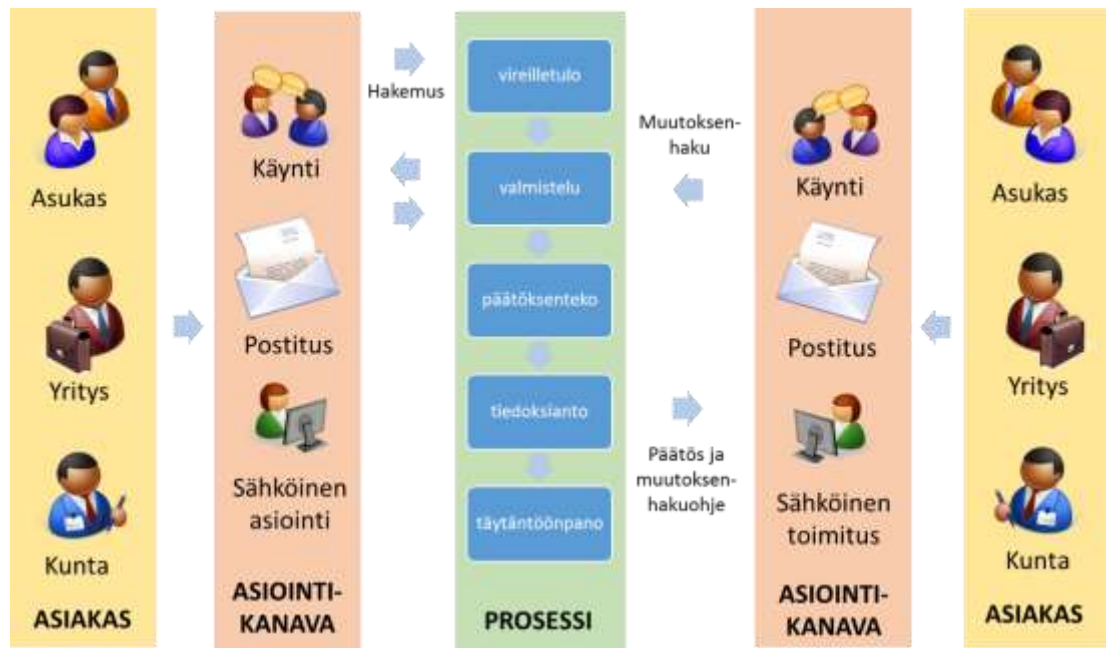 Asukas
Yritys
Kunta
ASIAKAS
Käynti
Postitus
Sähköinen
asiointi
ASIOINTI-
KANAVA
Hakemus
vireilletulo
valmistelu
päätöksenteko
tiedoksianto
täytäntöönpano
PROSESSI
Muutoksen-
haku
Päätös ja
muutoksen-
hakuohje
Käynti
Postitus
Sähköinen
toimitus
ASIOINTI-
KANAVA
Asukas
Yritys
Kunta
ASIAKAS